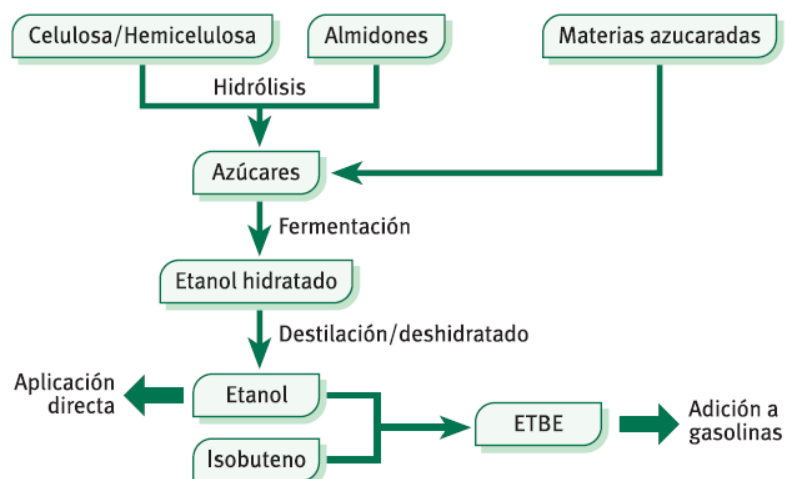 Celulosa/Hemicelulosa
Almidones
Materias azucaradas
Hidrólisis
Azúcares
Fermentación
Etanol hidratado
Destilación/deshidratado
Aplicación
directa
Etanol
Isobuteno
ETBE
Adición a
gasolinas